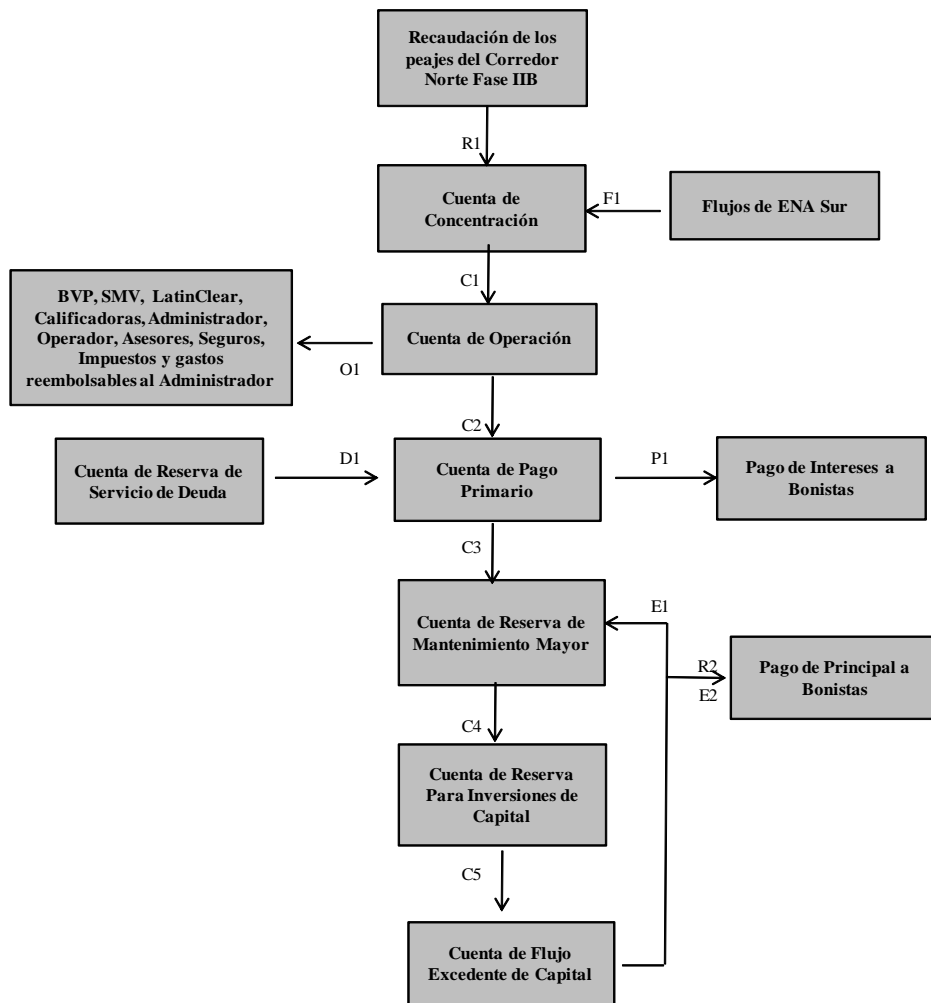 Recaudación de los
peajes del Corredor
Norte Fase IIB
R1
Cuenta de
Concentración
F1
Flujos de ENA Sur
C1
BVP, SMV, LatinClear,
Calificadoras, Administrador,
Operador, Asesores, Seguros,
Impuestos y gastos
reembolsables al Administrador
O1
Cuenta de Operación
C2
Cuenta de Reserva de
Servicio de Deuda
D1
Cuenta de Pago
Primario
P1
Pago de Intereses a
Bonistas
C3
Cuenta de Reserva de
Mantenimiento Mayor
E1
R2
E2
Pago de Principal a
Bonistas
C4
Cuenta de Reserva
Para Inversiones de
Capital
C5
Cuenta de Flujo
Excedente de Capital